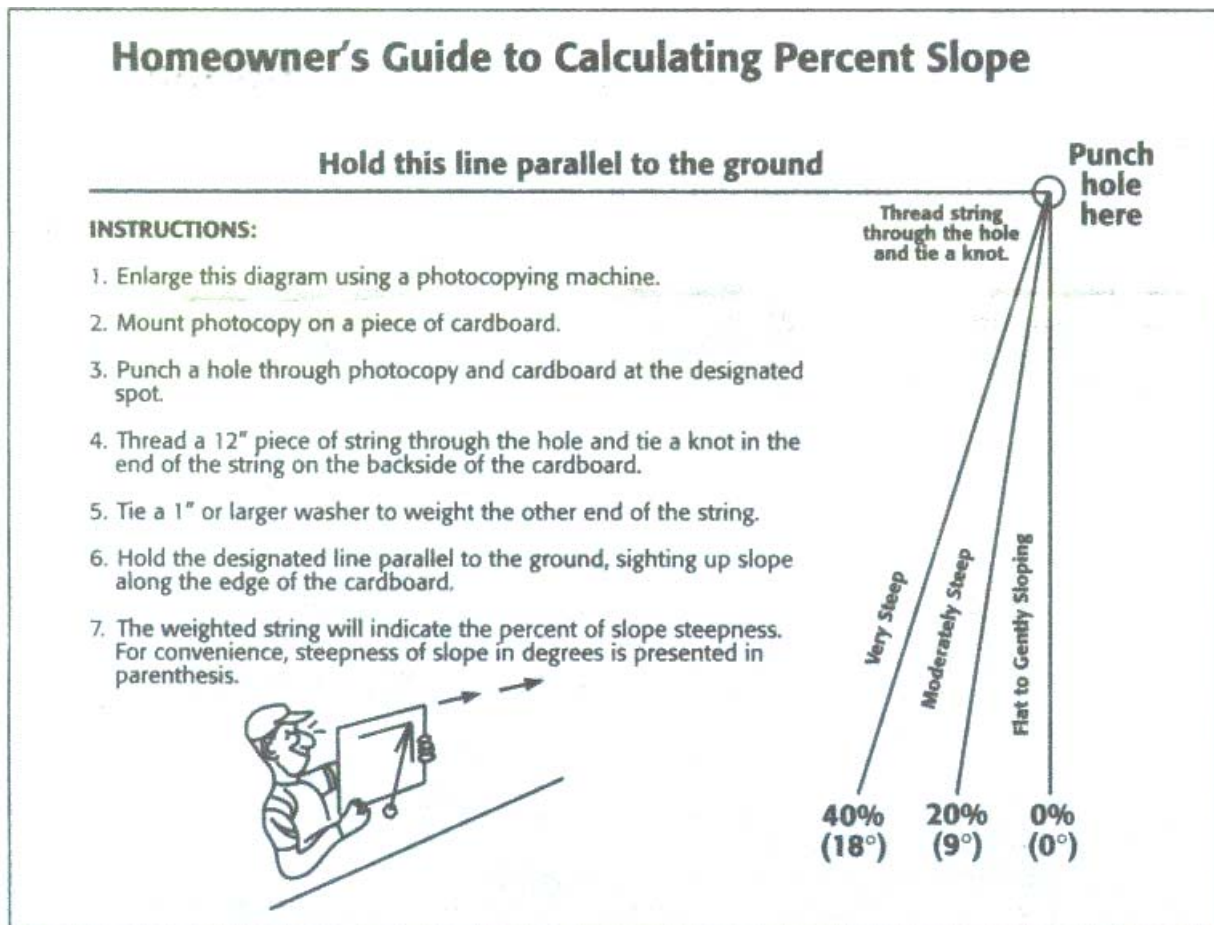 Homeowner's Guide to Calculating Percent Slope
Hold this line parallel to the ground
Punch
hole
here
Thread string
through the hole
and tie a knot.
INSTRUCTIONS:
1. Enlarge this diagram using a photocopying machine.
2. Mount photocopy on a piece of cardboard.
3. Punch a hole through photocopy and cardboard at the designated
spot.
4. Thread a 12" piece of string through the hole and tie a knot in the
end of the string on the backside of the cardboard.
5. Tie a 1" or larger washer to weight the other end of the string.
6. Hold the designated line parallel to the ground, sighting up slope
along the edge of the cardboard.
7. The weighted string will indicate the percent of slope steepness.
For convenience, steepness of slope in degrees is presented in
parenthesis.
Very Steep
Moderately Steep
Flat to Gently Sloping
40%
(18°)
20%
(9°)
0%
(0°)